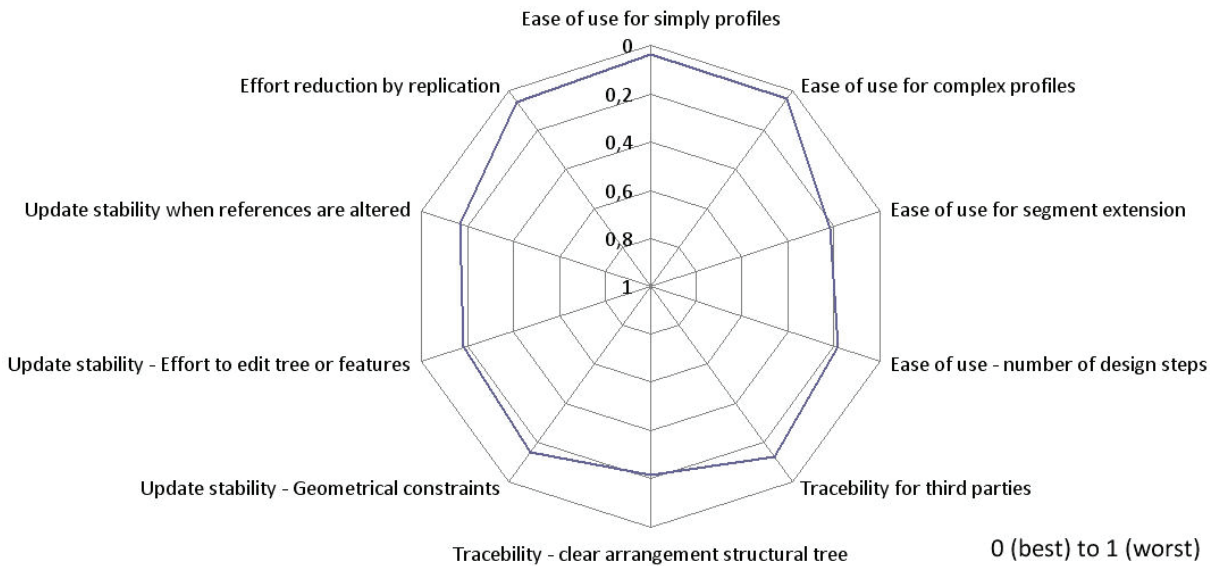 Ease of use for simply profiles
0
Effort reduction by replication
Ease of use for complex profiles
0,2
0,4
0,6
Update stability when references are altered
Ease of use for segment extension
0,8
1
Update stability - Effort to edit tree or features
Ease of use - number of design steps
Update stability - Geometrical constraints
Tracebility for third parties
Tracebility - clear arrangement structural tree
0 (best) to 1 (worst)